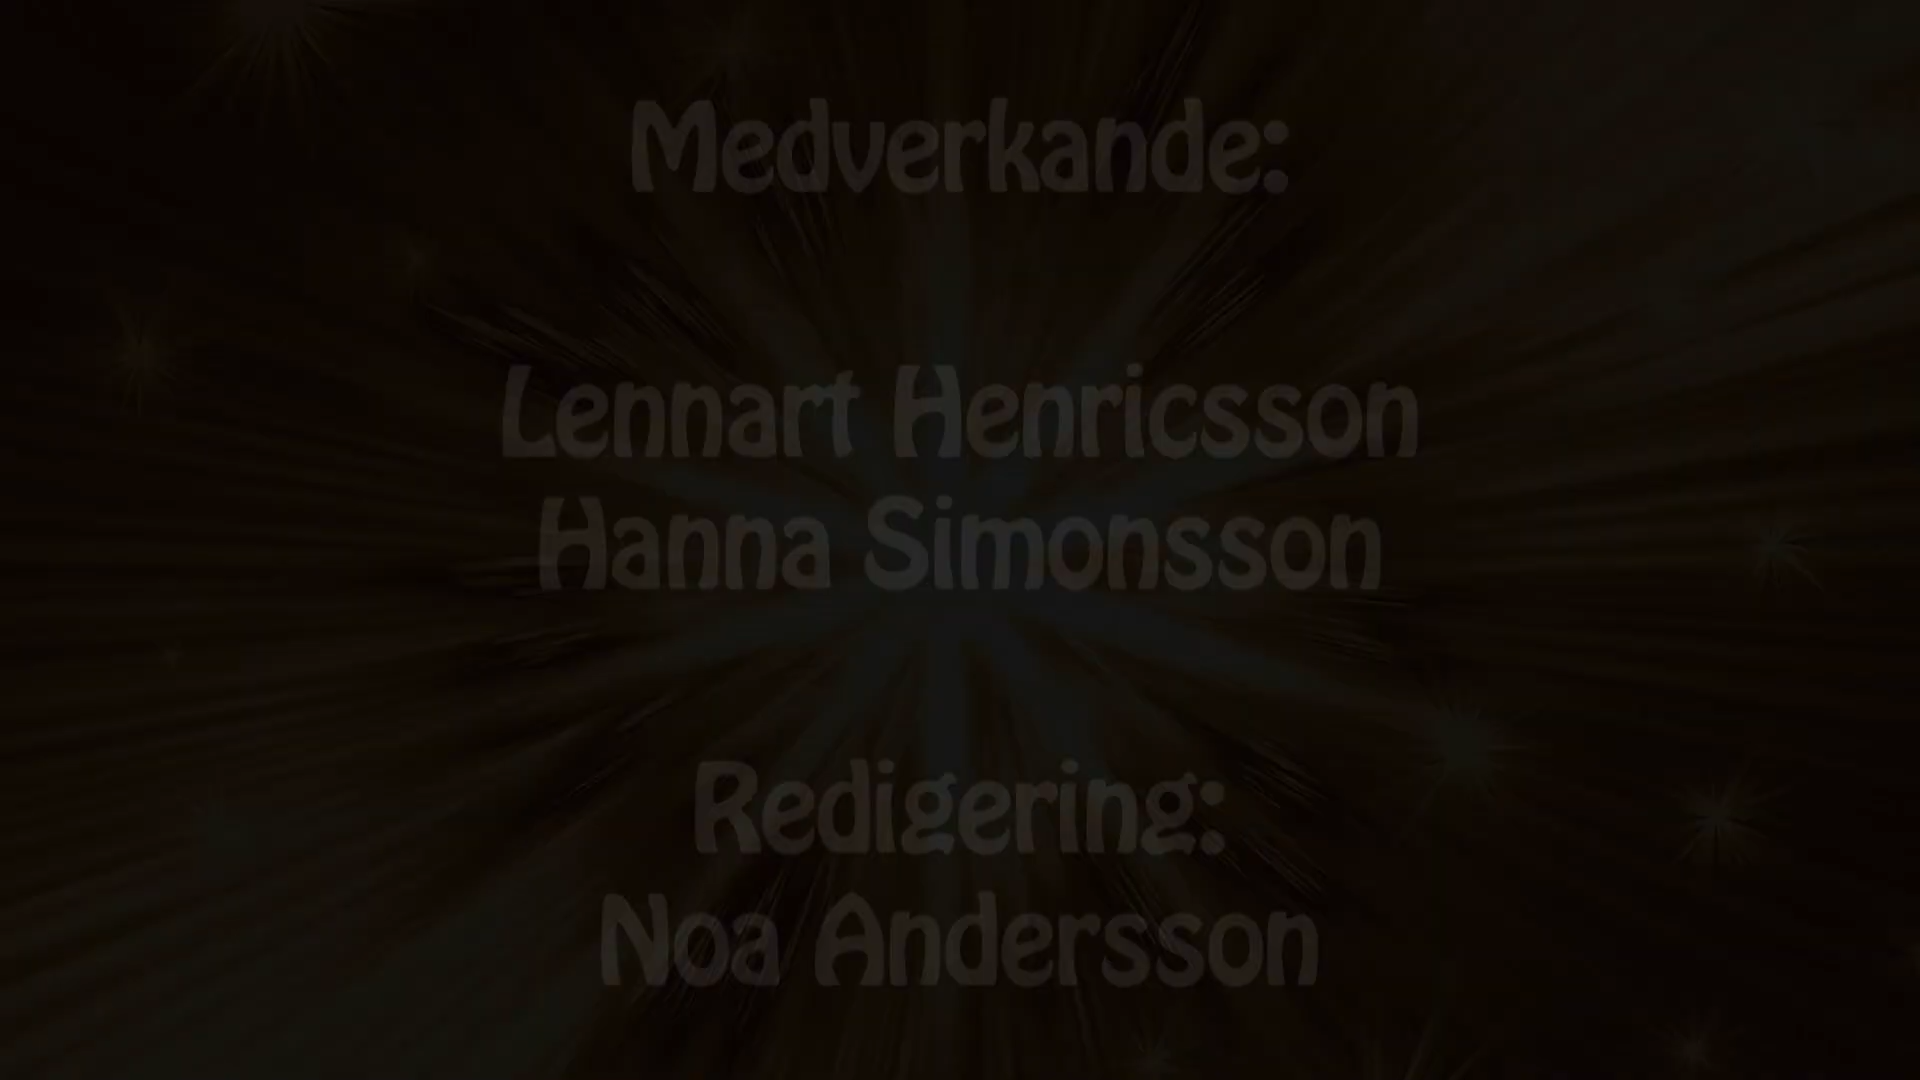 Medverkande:
Lennart Henricsson
Hanna Simonsson
Redigering:
Noa Andersson